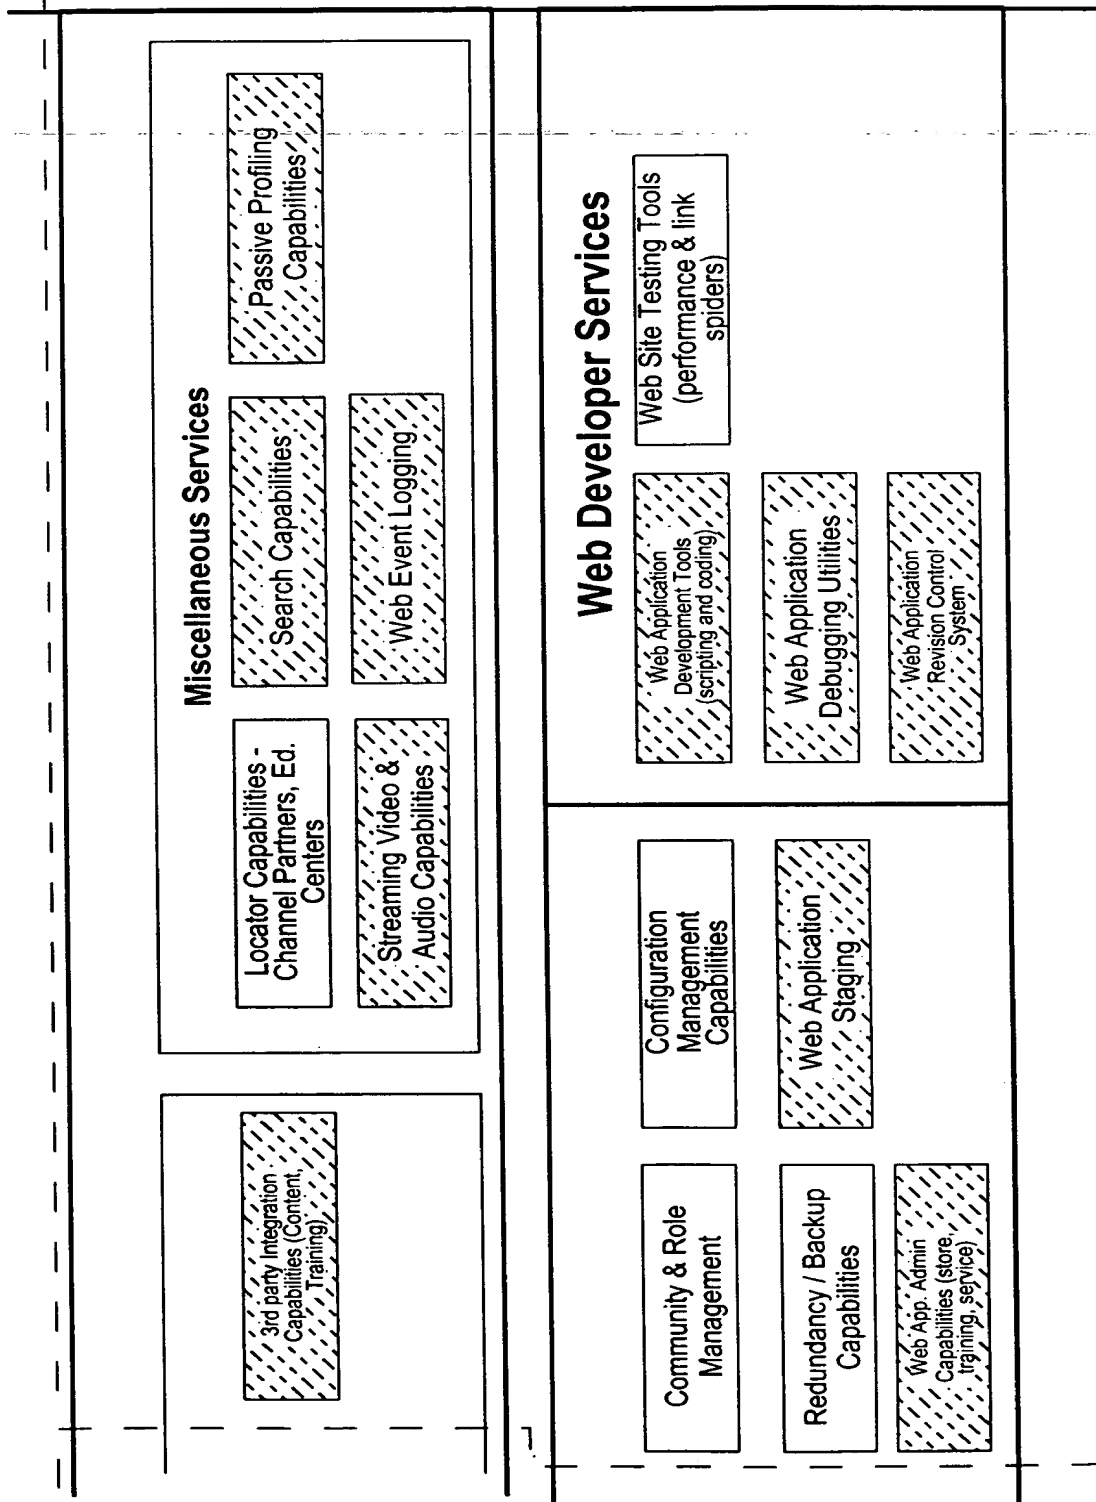 3rd party Integration
Capabilities (Content,
Training)
Miscellaneous Services
Locator Capabilities -
Channel Partners, Ed.
Centers
Search Capabilities
Passive Profiling
Capabilities
Streaming Video &
Audio Capabilities
Web Event Logging
Community & Role
Management
Configuration
Management
Capabilities
Redundancy / Backup
Capabilities
Web Application
Staging
Web App. Admin
Capabilities (store,
training, service)
Web Developer Services
Web Application
Development Tools
(scripting and coding)
Web Site Testing Tools
(performance & link
spiders)
Web Application
Debugging Utilities
Web Application
Revision Control
System